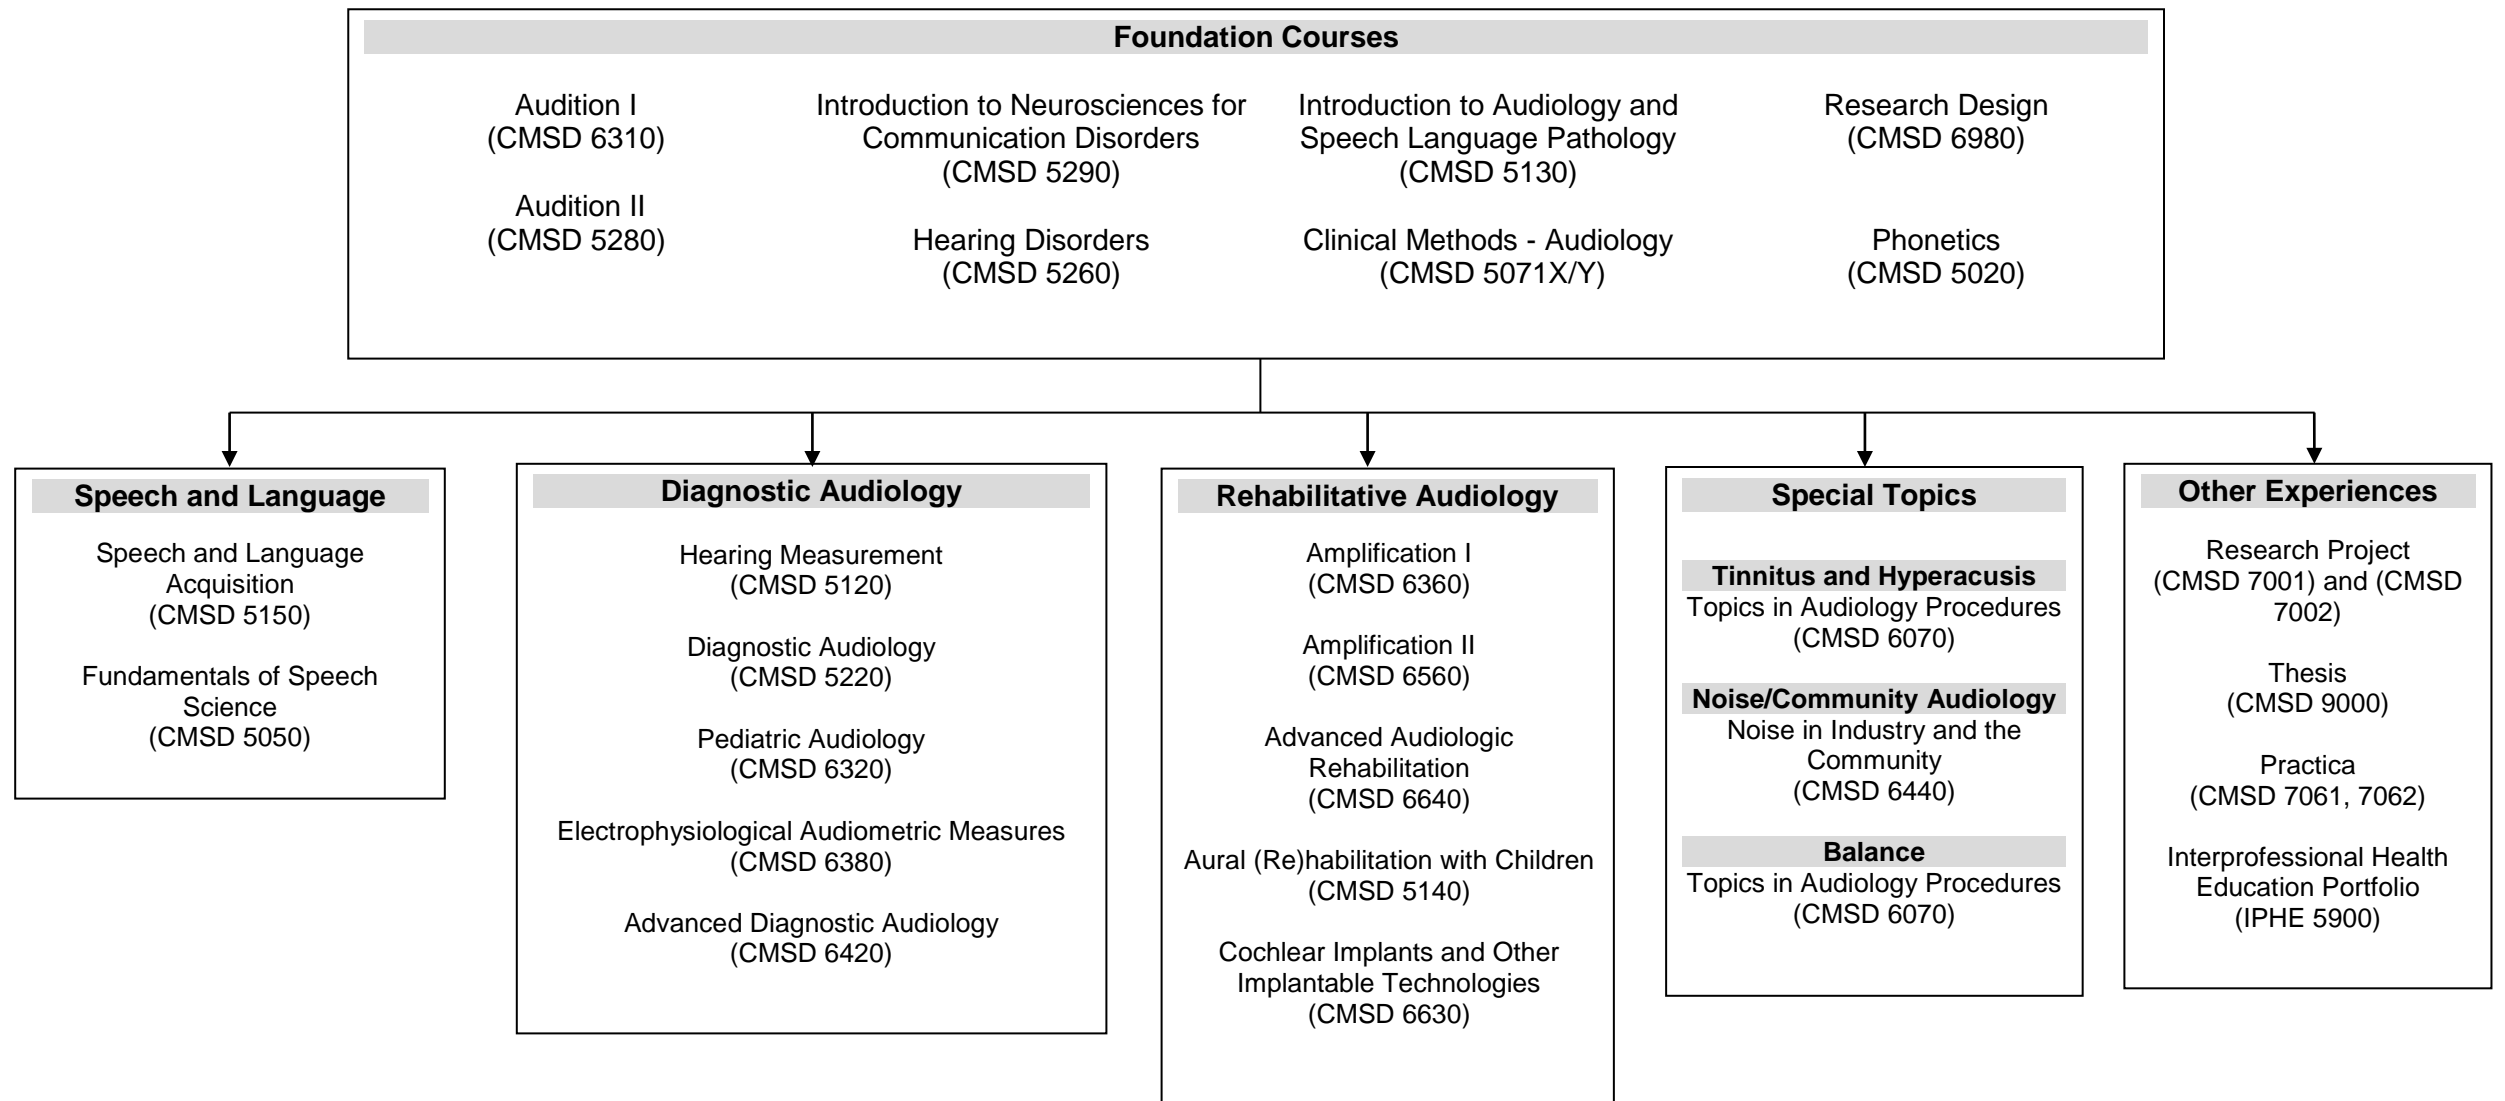 Foundation Courses
Audition I
(CMSD 6310)
Audition II
(CMSD 5280)
Introduction to Neurosciences for
Communication Disorders
(CMSD 5290)
Hearing Disorders
(CMSD 5260)
Introduction to Audiology and
Speech Language Pathology
(CMSD 5130)
Clinical Methods - Audiology
(CMSD 5071X/Y)
Research Design
(CMSD 6980)
Phonetics
(CMSD 5020)
Speech and Language
Speech and Language
Acquisition
(CMSD 5150)
Fundamentals of Speech
Science
(CMSD 5050)
Diagnostic Audiology
Hearing Measurement
(CMSD 5120)
Diagnostic Audiology
(CMSD 5220)
Pediatric Audiology
(CMSD 6320)
Electrophysiological Audiometric Measures
(CMSD 6380)
Advanced Diagnostic Audiology
(CMSD 6420)
Rehabilitative Audiology
Amplification I
(CMSD 6360)
Amplification II
(CMSD 6560)
Advanced Audiologic
Rehabilitation
(CMSD 6640)
Aural (Re)habilitation with Children
(CMSD 5140)
Cochlear Implants and Other
Implantable Technologies
(CMSD 6630)
Special Topics
Tinnitus and Hyperacusis
Topics in Audiology Procedures
(CMSD 6070)
Noise/Community Audiology
Noise in Industry and the
Community
(CMSD 6440)
Balance
Topics in Audiology Procedures
(CMSD 6070)
Other Experiences
Research Project
(CMSD 7001) and (CMSD
7002)
Thesis
(CMSD 9000)
Practica
(CMSD 7061, 7062)
Interprofessional Health
Education Portfolio
(IPHE 5900)